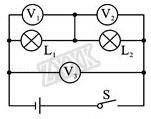 V₁ V₂
L₁ L₂
V₃
S